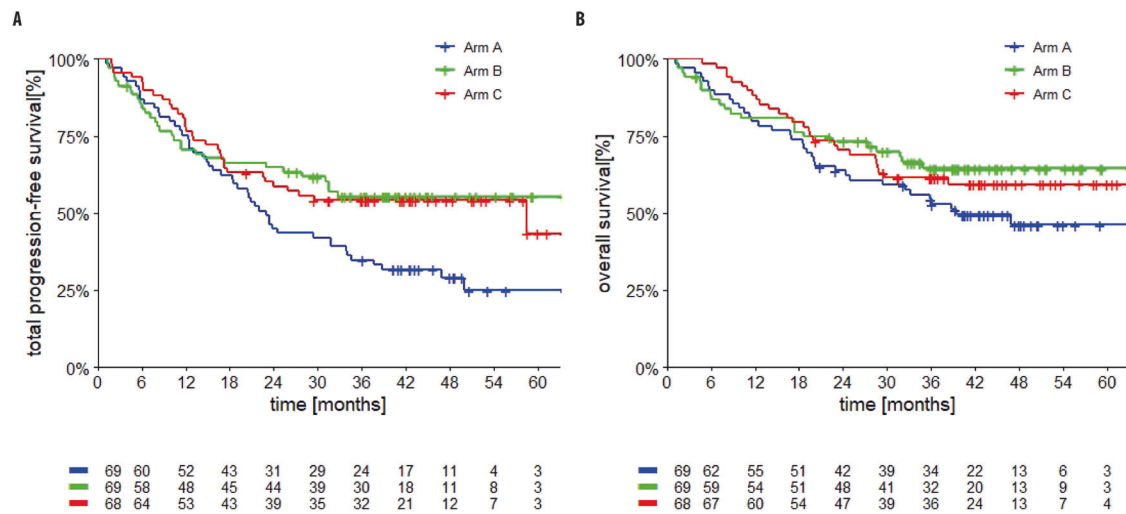 A
B
Arm A
Arm B
Arm C
Arm A
Arm B
Arm C
total progression-free survival[%]
100%
75%
50%
25%
0%
0 6 12 18 24 30 36 42 48 54 60
time [months]
overall survival[%]
100%
75%
50%
25%
0%
0 6 12 18 24 30 36 42 48 54 60
time [months]
69 60 52 43 31 29 24 17 11 4 3
69 58 48 45 44 39 30 18 11 8 3
68 64 53 43 39 35 32 21 12 7 3
69 62 55 51 42 39 34 22 13 6 3
69 59 54 51 48 41 32 20 13 9 3
68 67 60 54 47 39 36 24 13 7 4